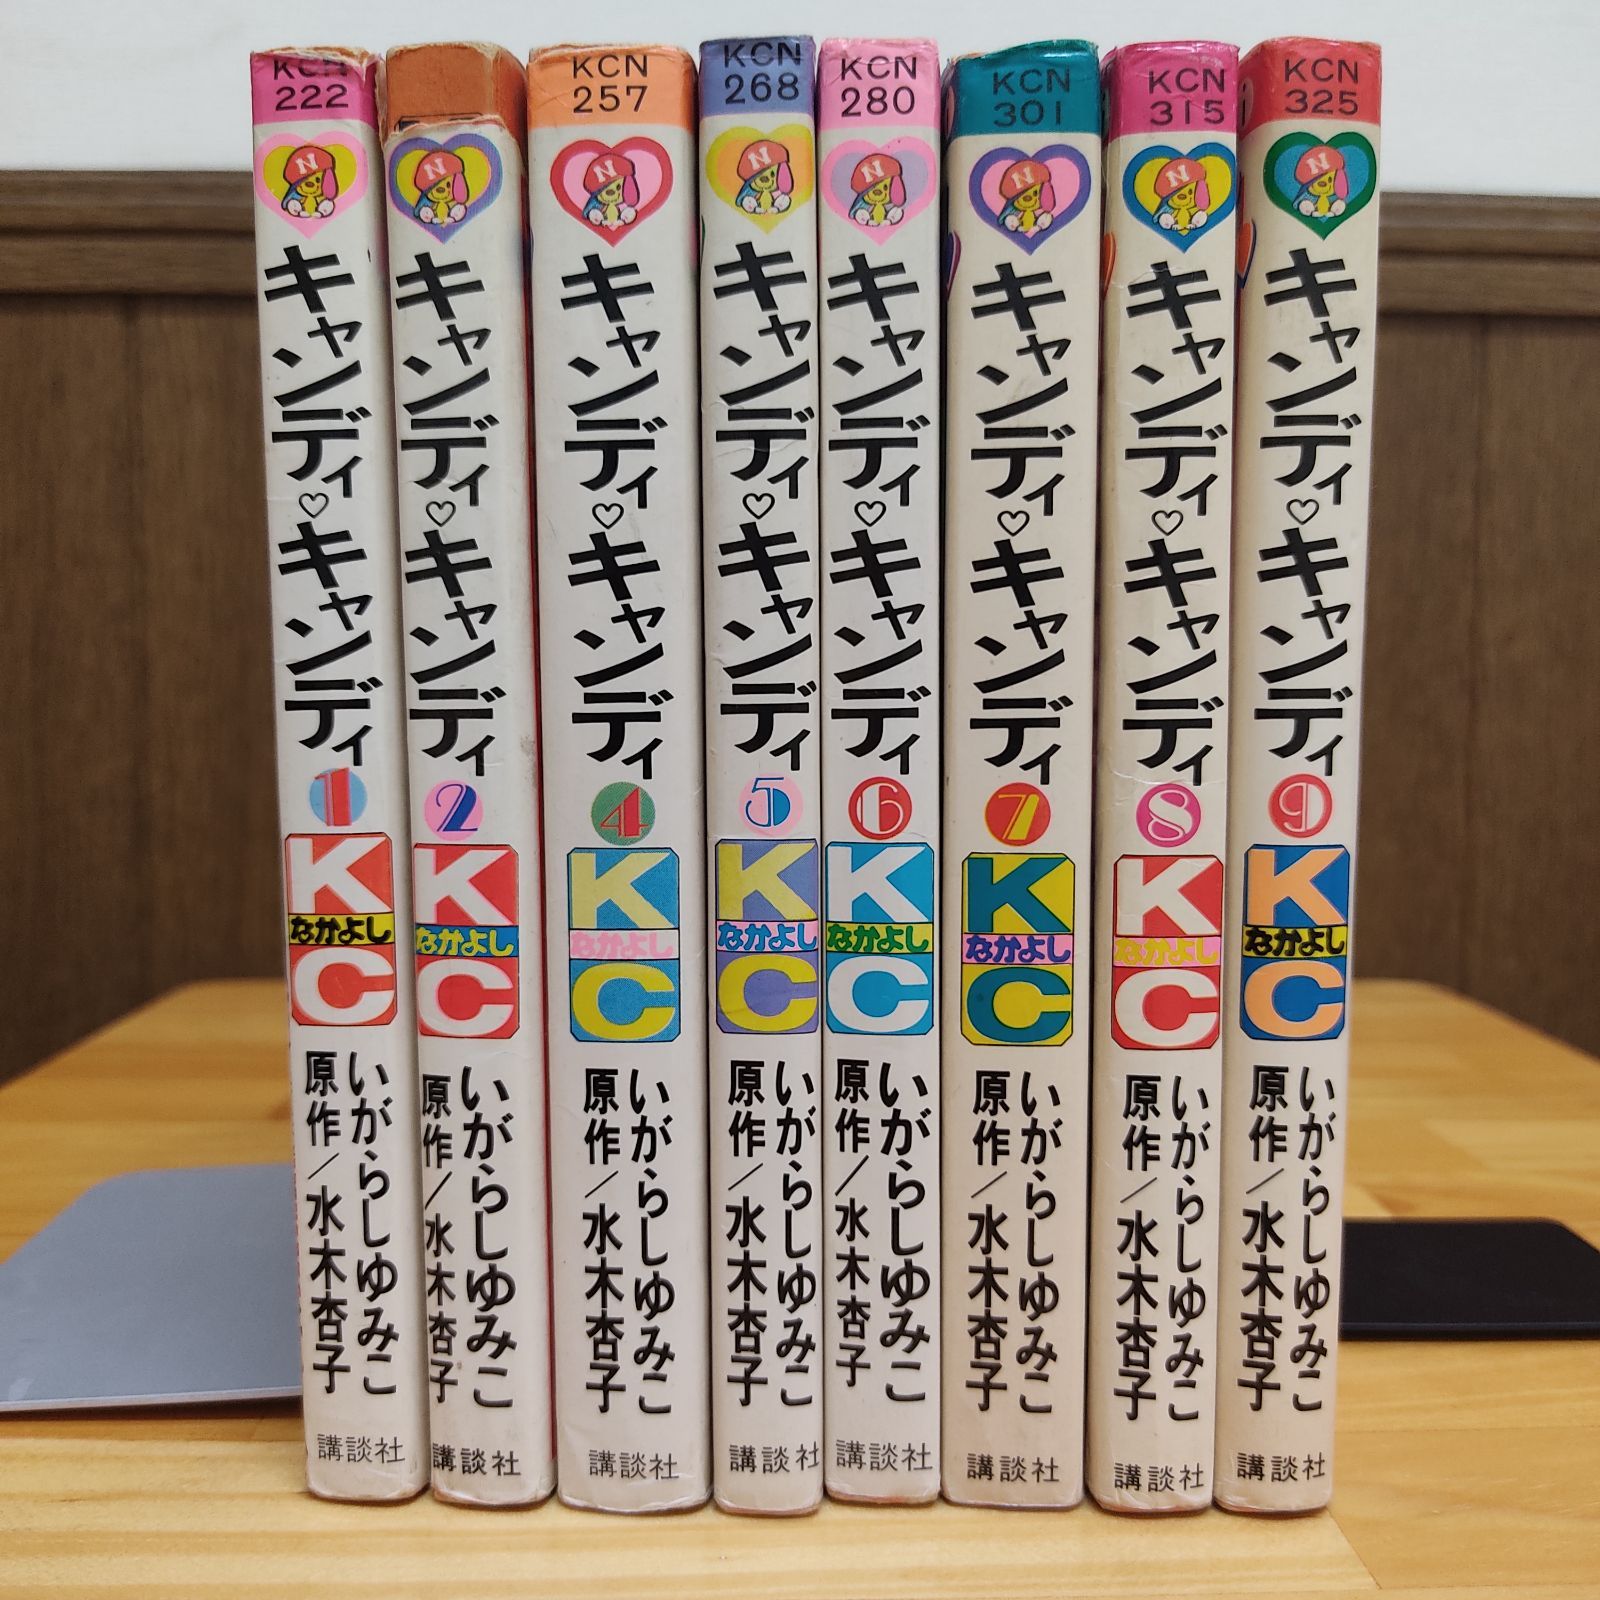 KCN
222
キャンディ♡キャンディ
1
K
なかよし
C
いがらしゆみこ
原作/水木杏子
講談社
キャンディ♡キャンディ
2
K
なかよし
C
いがらしゆみこ
原作/水木杏子
講談社
KCN
257
キャンディ♡キャンディ
4
K
なかよし
C
いがらしゆみこ
原作/水木杏子
講談社
KCN
268
キャンディ♡キャンディ
5
K
なかよし
C
いがらしゆみこ
原作/水木杏子
講談社
KCN
280
キャンディ♡キャンディ
6
K
なかよし
C
いがらしゆみこ
原作/水木杏子
講談社
KCN
301
キャンディ♡キャンディ
7
K
なかよし
C
いがらしゆみこ
原作/水木杏子
講談社
KCN
315
キャンディ♡キャンディ
8
K
なかよし
C
いがらしゆみこ
原作/水木杏子
講談社
KCN
325
キャンディ♡キャンディ
9
K
なかよし
C
いがらしゆみこ
原作/水木杏子
講談社